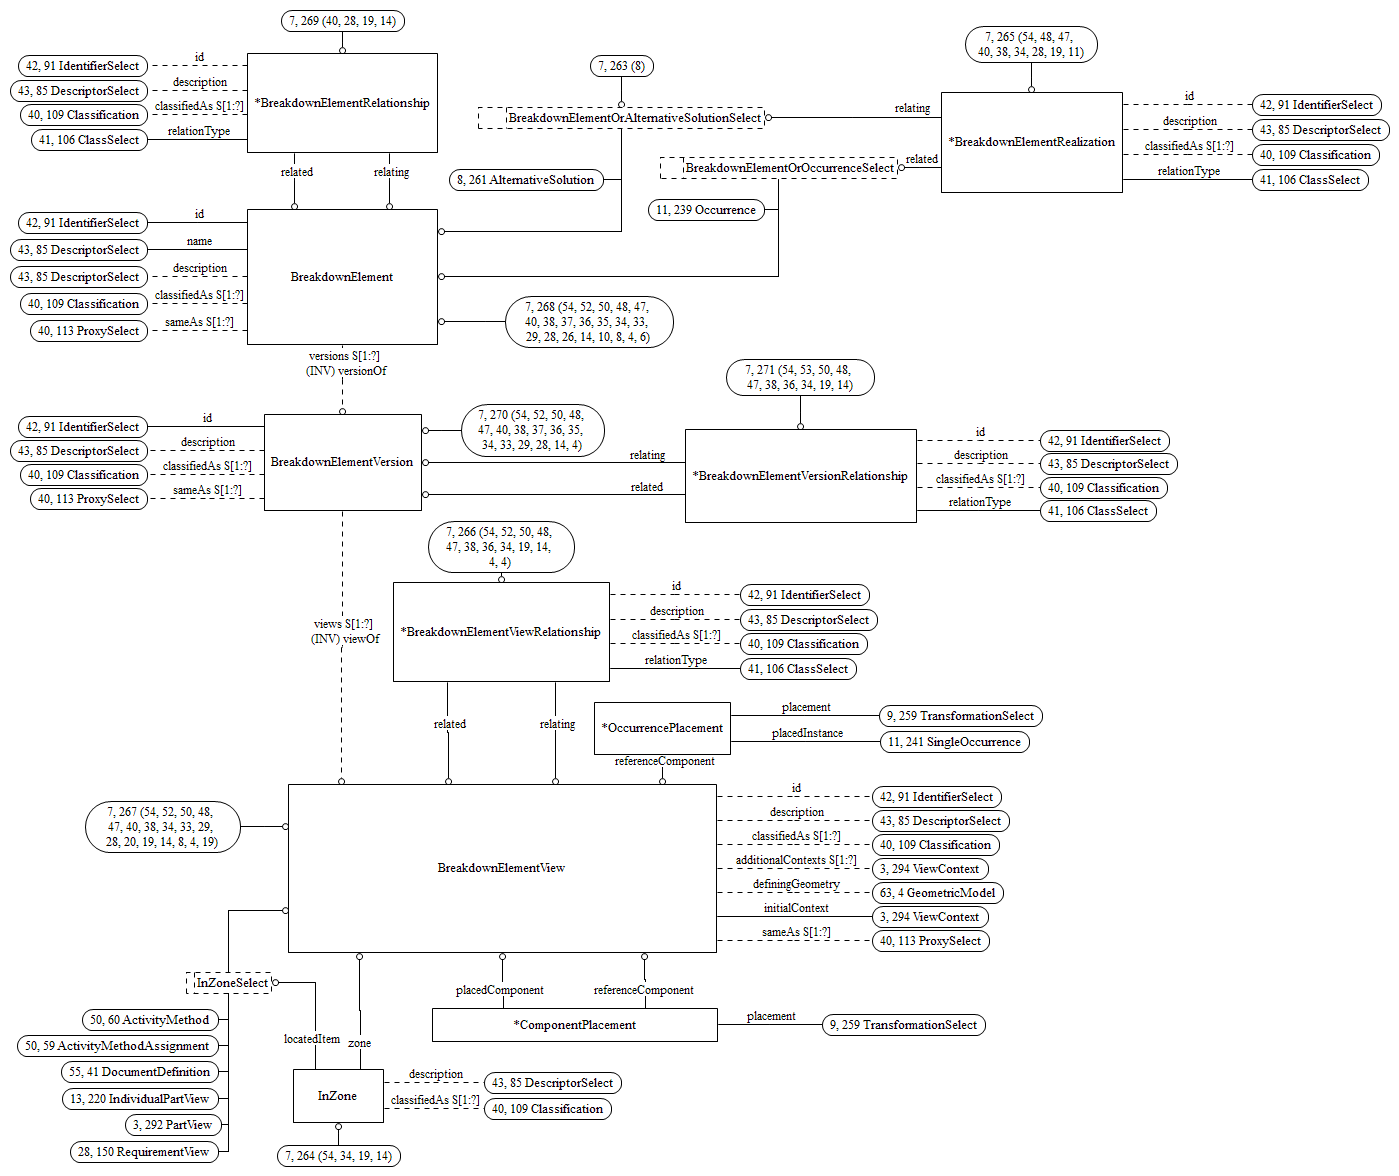 7, 269 (40, 28, 19, 14)
42, 91 IdentifierSelect
id
43, 85 DescriptorSelect
description
40, 109 Classification
classifiedAs S[1:?]
41, 106 ClassSelect
relationType
*BreakdownElementRelationship
related
relating
7, 263 (8)
BreakdownElementOrAlternativeSolutionSelect
8, 261 AlternativeSolution
BreakdownElementOrOccurrenceSelect
11, 239 Occurrence
relating
related
7, 265 (54, 48, 47,
40, 38, 34, 28, 19, 11)
*BreakdownElementRealization
id
42, 91 IdentifierSelect
description
43, 85 DescriptorSelect
classifiedAs S[1:?]
40, 109 Classification
relationType
41, 106 ClassSelect
42, 91 IdentifierSelect
id
43, 85 DescriptorSelect
name
43, 85 DescriptorSelect
description
40, 109 Classification
classifiedAs S[1:?]
40, 113 ProxySelect
sameAs S[1:?]
BreakdownElement
7, 268 (54, 52, 50, 48, 47,
40, 38, 37, 36, 35, 34, 33,
29, 28, 26, 14, 10, 8, 4, 6)
versions S[1:?]
(INV) versionOf
42, 91 IdentifierSelect
id
43, 85 DescriptorSelect
description
40, 109 Classification
classifiedAs S[1:?]
40, 113 ProxySelect
sameAs S[1:?]
BreakdownElementVersion
7, 270 (54, 52, 50, 48,
47, 40, 38, 37, 36, 35,
34, 33, 29, 28, 14, 4)
relating
related
7, 271 (54, 53, 50, 48,
47, 38, 36, 34, 19, 14)
*BreakdownElementVersionRelationship
id
42, 91 IdentifierSelect
description
43, 85 DescriptorSelect
classifiedAs S[1:?]
40, 109 Classification
relationType
41, 106 ClassSelect
7, 266 (54, 52, 50, 48,
47, 38, 36, 34, 19, 14,
4, 4)
*BreakdownElementViewRelationship
id
42, 91 IdentifierSelect
description
43, 85 DescriptorSelect
classifiedAs S[1:?]
40, 109 Classification
relationType
41, 106 ClassSelect
views S[1:?]
(INV) viewOf
related
relating
*OccurrencePlacement
placement
9, 259 TransformationSelect
placedInstance
11, 241 SingleOccurrence
referenceComponent
7, 267 (54, 52, 50, 48,
47, 40, 38, 34, 33, 29,
28, 20, 19, 14, 8, 4, 19)
BreakdownElementView
id
42, 91 IdentifierSelect
description
43, 85 DescriptorSelect
classifiedAs S[1:?]
40, 109 Classification
additionalContexts S[1:?]
3, 294 ViewContext
definingGeometry
63, 4 GeometricModel
initialContext
3, 294 ViewContext
sameAs S[1:?]
40, 113 ProxySelect
InZoneSelect
50, 60 ActivityMethod
50, 59 ActivityMethodAssignment
55, 41 DocumentDefinition
13, 220 IndividualPartView
3, 292 PartView
28, 150 RequirementView
locatedItem
zone
placedComponent
referenceComponent
*ComponentPlacement
placement
9, 259 TransformationSelect
InZone
description
43, 85 DescriptorSelect
classifiedAs S[1:?]
40, 109 Classification
7, 264 (54, 34, 19, 14)